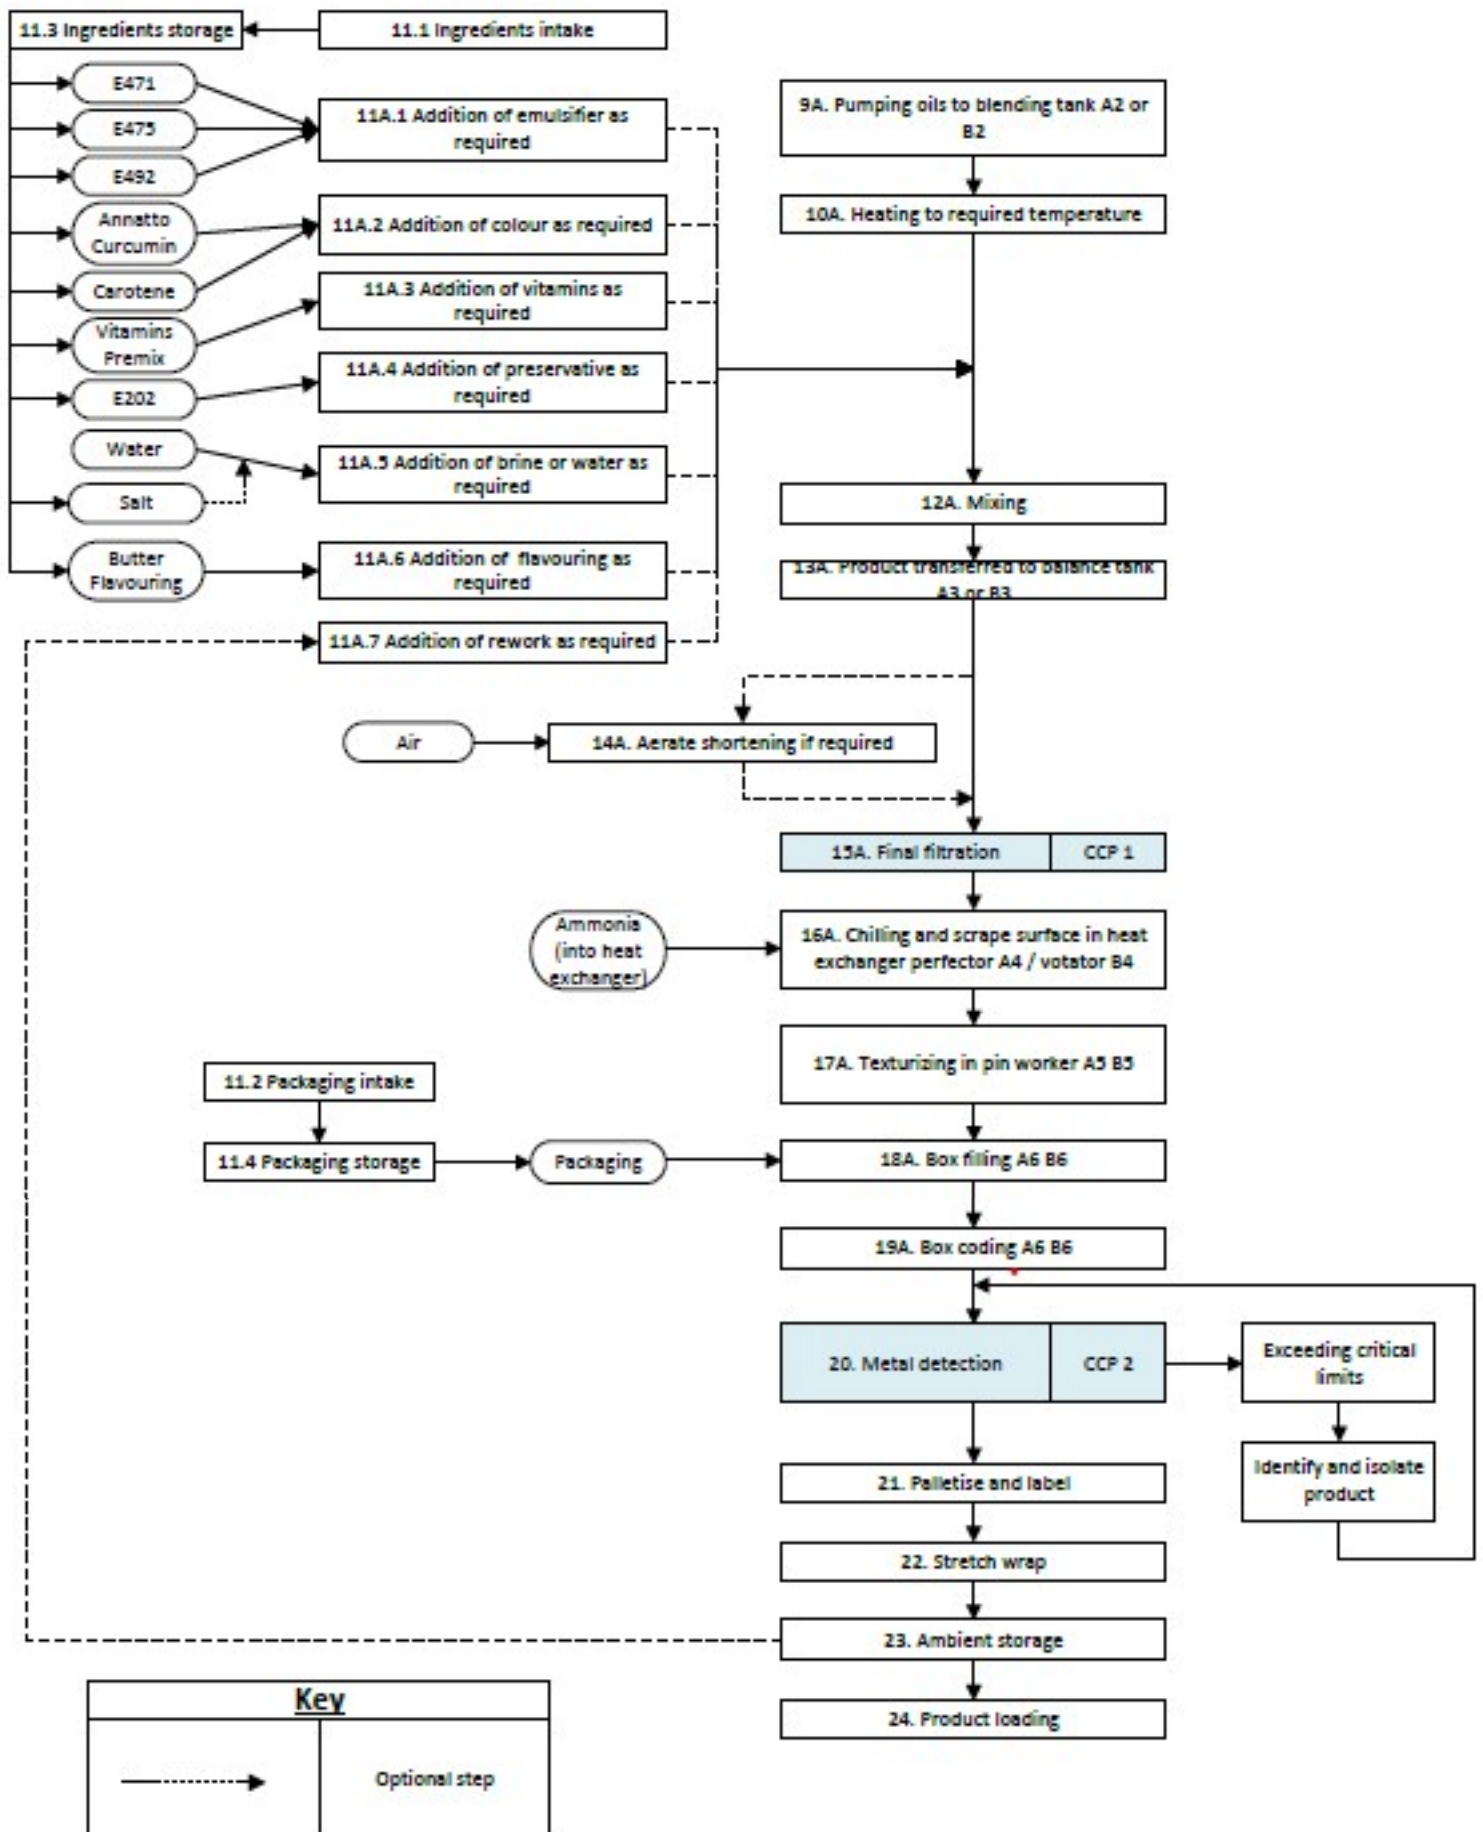 11.3 Ingredients storage
11.1 Ingredients intake
E471
E475
E492
Annatto
Curcumin
Carotene
Vitamins
Premix
E202
Water
Salt
Butter
Flavouring
11A.1 Addition of emulsifier as
required
11A.2 Addition of colour as required
11A.3 Addition of vitamins as
required
11A.4 Addition of preservative as
required
11A.5 Addition of brine or water as
required
11A.6 Addition of flavouring as
required
11A.7 Addition of rework as required
9A. Pumping oils to blending tank A2 or
B2
10A. Heating to required temperature
12A. Mixing
13A. Product transferred to balance tank
A3 or B3
Air
14A. Aerate shortening if required
15A. Final filtration
CCP 1
Ammonia
(into heat
exchanger)
16A. Chilling and scrape surface in heat
exchanger perfector A4 / votator B4
17A. Texturizing in pin worker A5 B5
11.2 Packaging intake
11.4 Packaging storage
Packaging
18A. Box filling A6 B6
19A. Box coding A6 B6
20. Metal detection
CCP 2
Exceeding critical
limits
Identify and isolate
product
21. Palletise and label
22. Stretch wrap
23. Ambient storage
24. Product loading
Key
Optional step